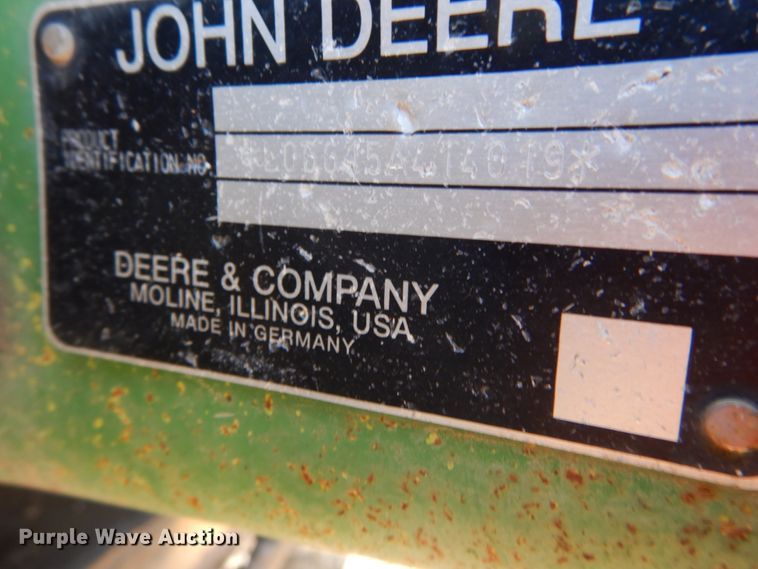 JOHN DEERE
PRODUCT
IDENTIFICATION NO.
DEERE & COMPANY
MOLINE, ILLINOIS, USA
MADE IN GERMANY
Purple Wave Auction